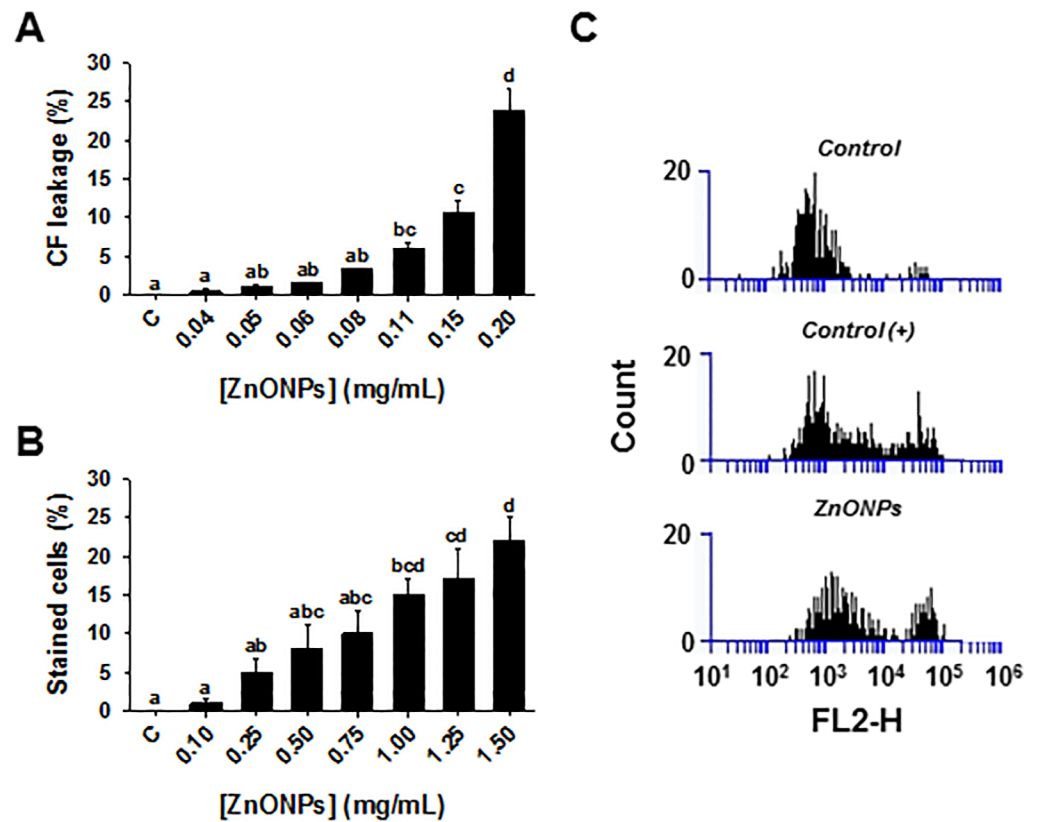 A
CF leakage (%)
30
25
20
15
10
5
0
a
a
ab
ab
ab
bc
c
d
C
0.04
0.05
0.06
0.08
0.11
0.15
0.20
[ZnONPs] (mg/mL)
B
Stained cells (%)
30
25
20
15
10
5
0
a
a
ab
abc
abc
bcd
cd
d
C
0.10
0.25
0.50
0.75
1.00
1.25
1.50
[ZnONPs] (mg/mL)
C
Count
Control
20
0
Control (+)
20
0
ZnONPs
20
0
10¹ 10² 10³ 10⁴ 10⁵ 10⁶
FL2-H